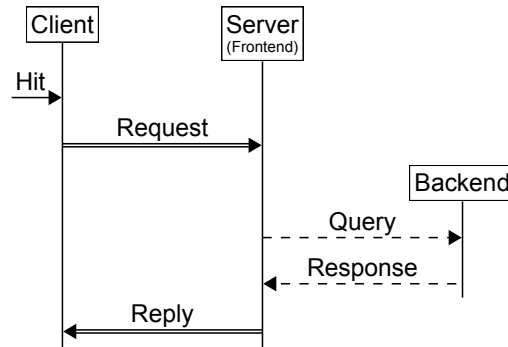 Client
Server
(Frontend)
Hit
Request
Backend
Query
Response
Reply